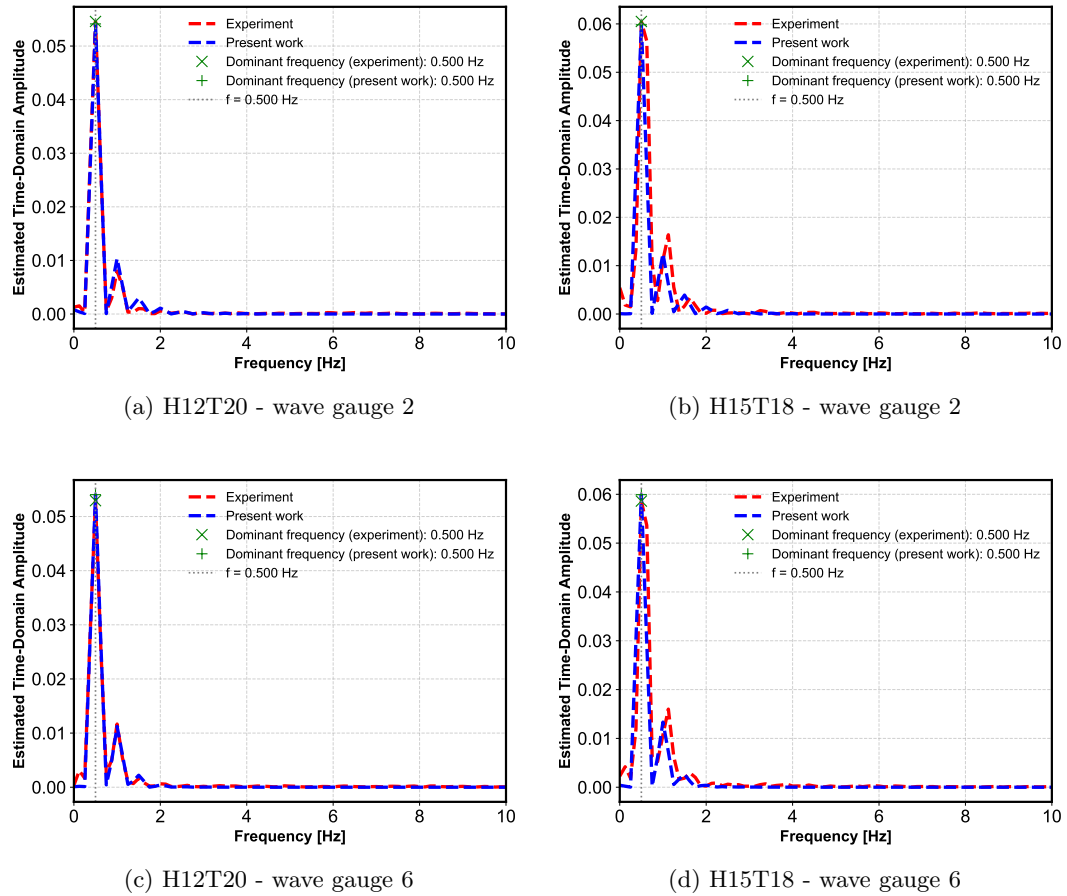 Estimated Time-Domain Amplitude
0.05
0.04
0.03
0.02
0.01
0.00
Experiment
Present work
Dominant frequency (experiment): 0.500 Hz
Dominant frequency (present work): 0.500 Hz
f = 0.500 Hz
0 2 4 6 8 10
Frequency [Hz]
(a) H12T20 - wave gauge 2
Estimated Time-Domain Amplitude
0.06
0.05
0.04
0.03
0.02
0.01
0.00
Experiment
Present work
Dominant frequency (experiment): 0.500 Hz
Dominant frequency (present work): 0.500 Hz
f = 0.500 Hz
0 2 4 6 8 10
Frequency [Hz]
(b) H15T18 - wave gauge 2
Estimated Time-Domain Amplitude
0.05
0.04
0.03
0.02
0.01
0.00
Experiment
Present work
Dominant frequency (experiment): 0.500 Hz
Dominant frequency (present work): 0.500 Hz
f = 0.500 Hz
0 2 4 6 8 10
Frequency [Hz]
(c) H12T20 - wave gauge 6
Estimated Time-Domain Amplitude
0.06
0.05
0.04
0.03
0.02
0.01
0.00
Experiment
Present work
Dominant frequency (experiment): 0.500 Hz
Dominant frequency (present work): 0.500 Hz
f = 0.500 Hz
0 2 4 6 8 10
Frequency [Hz]
(d) H15T18 - wave gauge 6